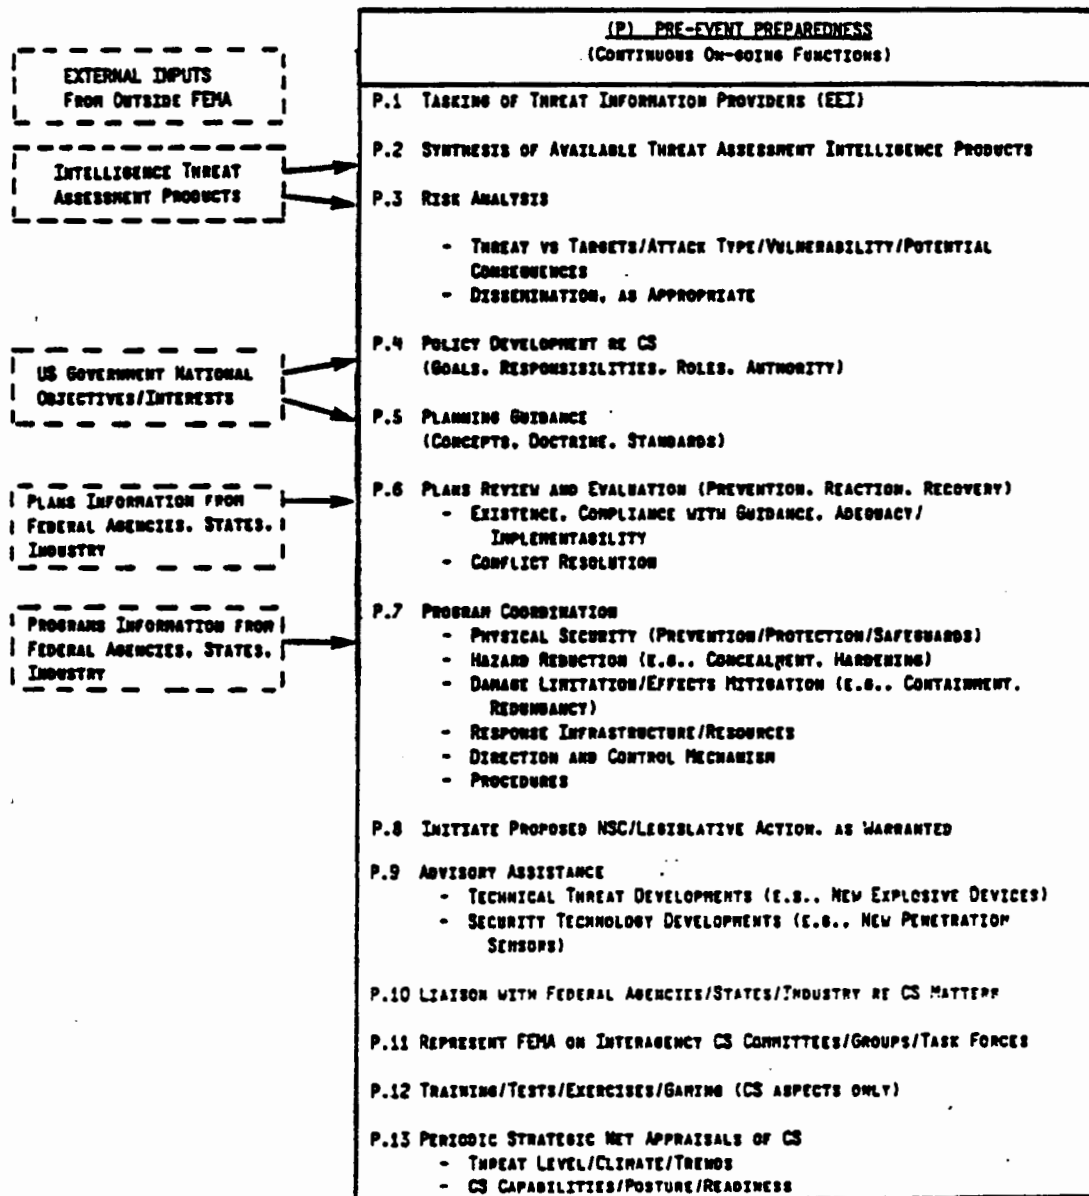 EXTERNAL INPUTS
FROM OUTSIDE FEMA
INTELLIGENCE THREAT
ASSESSMENT PRODUCTS
US GOVERNMENT NATIONAL
OBJECTIVES/INTERESTS
PLANS INFORMATION FROM
FEDERAL AGENCIES, STATES,
INDUSTRY
PROGRAMS INFORMATION FROM
FEDERAL AGENCIES, STATES,
INDUSTRY
(P) PRE-EVENT PREPAREDNESS
(CONTINUOUS ON-GOING FUNCTIONS)
P.1 TASKING OF THREAT INFORMATION PROVIDERS (EEI)
P.2 SYNTHESIS OF AVAILABLE THREAT ASSESSMENT INTELLIGENCE PRODUCTS
P.3 RISK ANALYSIS
- THREAT VS TARGETS/ATTACK TYPE/VULNERABILITY/POTENTIAL
CONSEQUENCES
- DISSEMINATION, AS APPROPRIATE
P.4 POLICY DEVELOPMENT RE CS
(GOALS, RESPONSIBILITIES, ROLES, AUTHORITY)
P.5 PLANNING GUIDANCE
(CONCEPTS, DOCTRINE, STANDARDS)
P.6 PLANS REVIEW AND EVALUATION (PREVENTION, REACTION, RECOVERY)
- EXISTENCE, COMPLIANCE WITH GUIDANCE, ADEQUACY/
IMPLEMENTABILITY
- CONFLICT RESOLUTION
P.7 PROGRAM COORDINATION
- PHYSICAL SECURITY (PREVENTION/PROTECTION/SAFEGUARDS)
- HAZARD REDUCTION (E.G., CONCEALMENT, HARDENING)
- DAMAGE LIMITATION/EFFECTS MITIGATION (E.G., CONTAINMENT,
REDUNDANCY)
- RESPONSE INFRASTRUCTURE/RESOURCES
- DIRECTION AND CONTROL MECHANISM
- PROCEDURES
P.8 INITIATE PROPOSED NSC/LEGISLATIVE ACTION, AS WARRANTED
P.9 ADVISORY ASSISTANCE
- TECHNICAL THREAT DEVELOPMENTS (E.G., NEW EXPLOSIVE DEVICES)
- SECURITY TECHNOLOGY DEVELOPMENTS (E.G., NEW PENETRATION
SENSORS)
P.10 LIAISON WITH FEDERAL AGENCIES/STATES/INDUSTRY RE CS MATTERS
P.11 REPRESENT FEMA ON INTERAGENCY CS COMMITTEES/GROUPS/TASK FORCES
P.12 TRAINING/TESTS/EXERCISES/GAMING (CS ASPECTS ONLY)
P.13 PERIODIC STRATEGIC NET APPRAISALS OF CS
- THREAT LEVEL/CLIMATE/TRENDS
- CS CAPABILITIES/POSTURE/READINESS